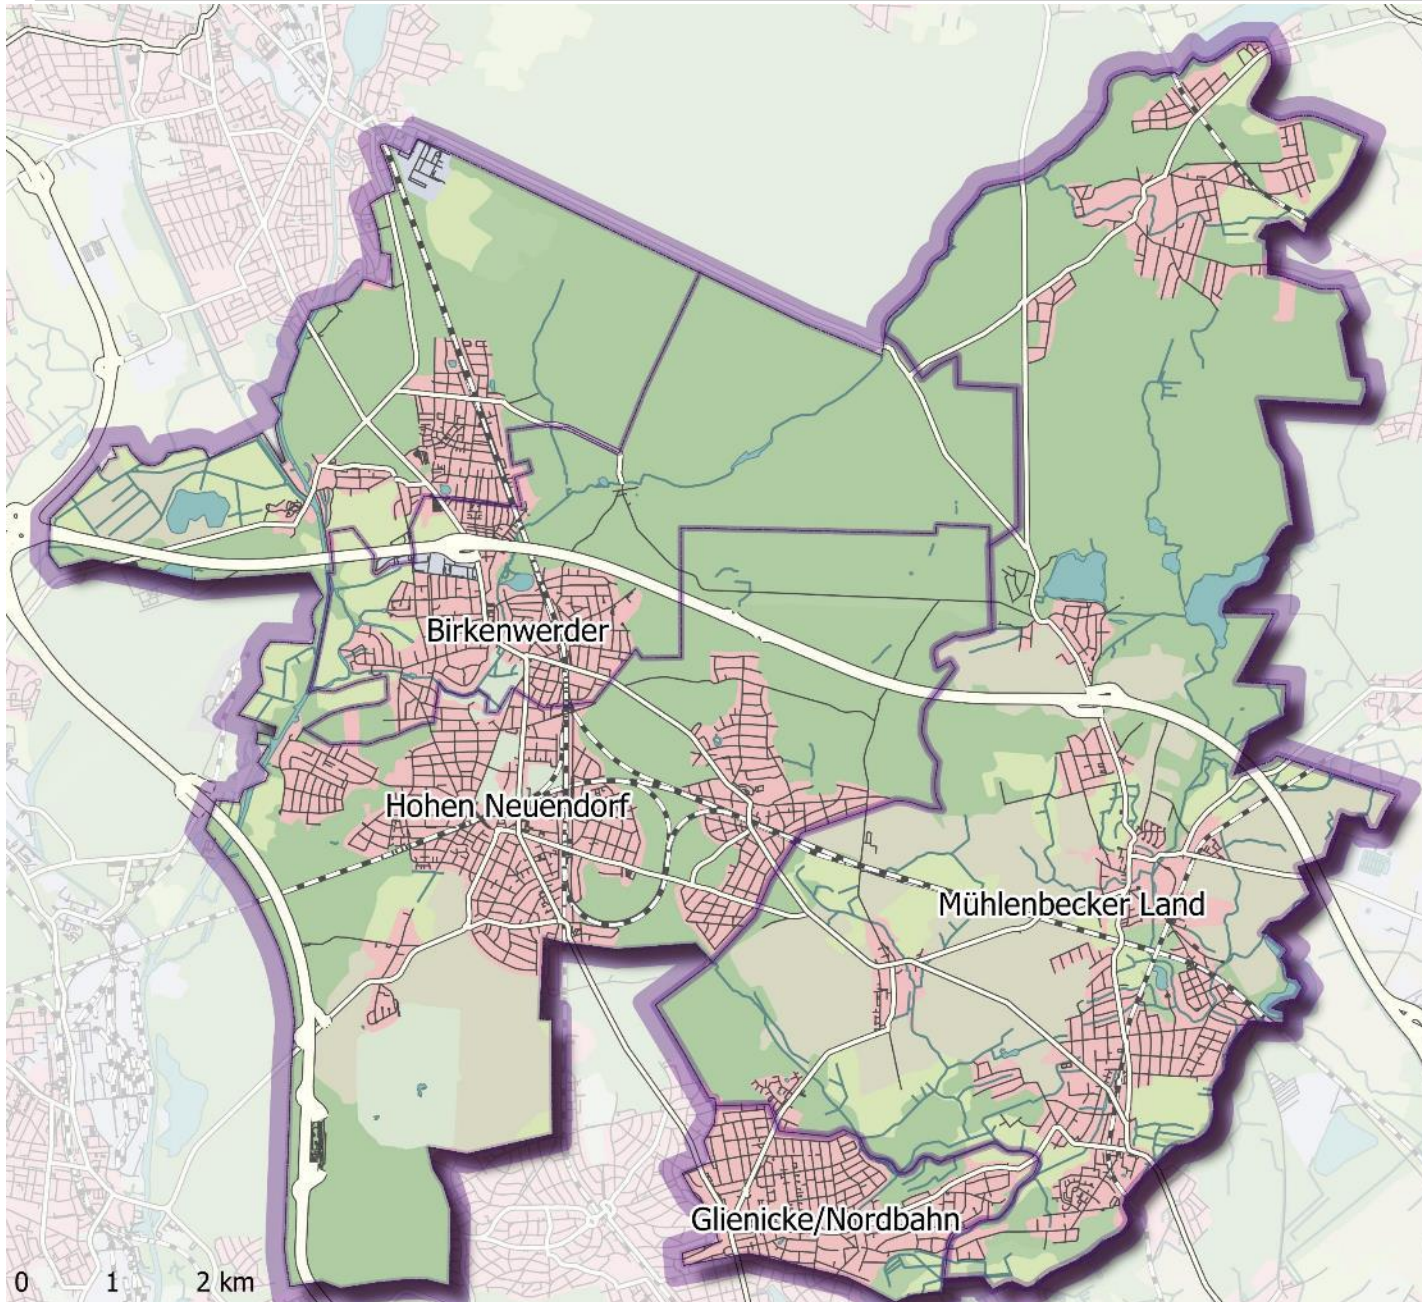 Birkenwerder
Hohen Neuendorf
Mühlenbecker Land
Glienicke/Nordbahn
0 1 2 km